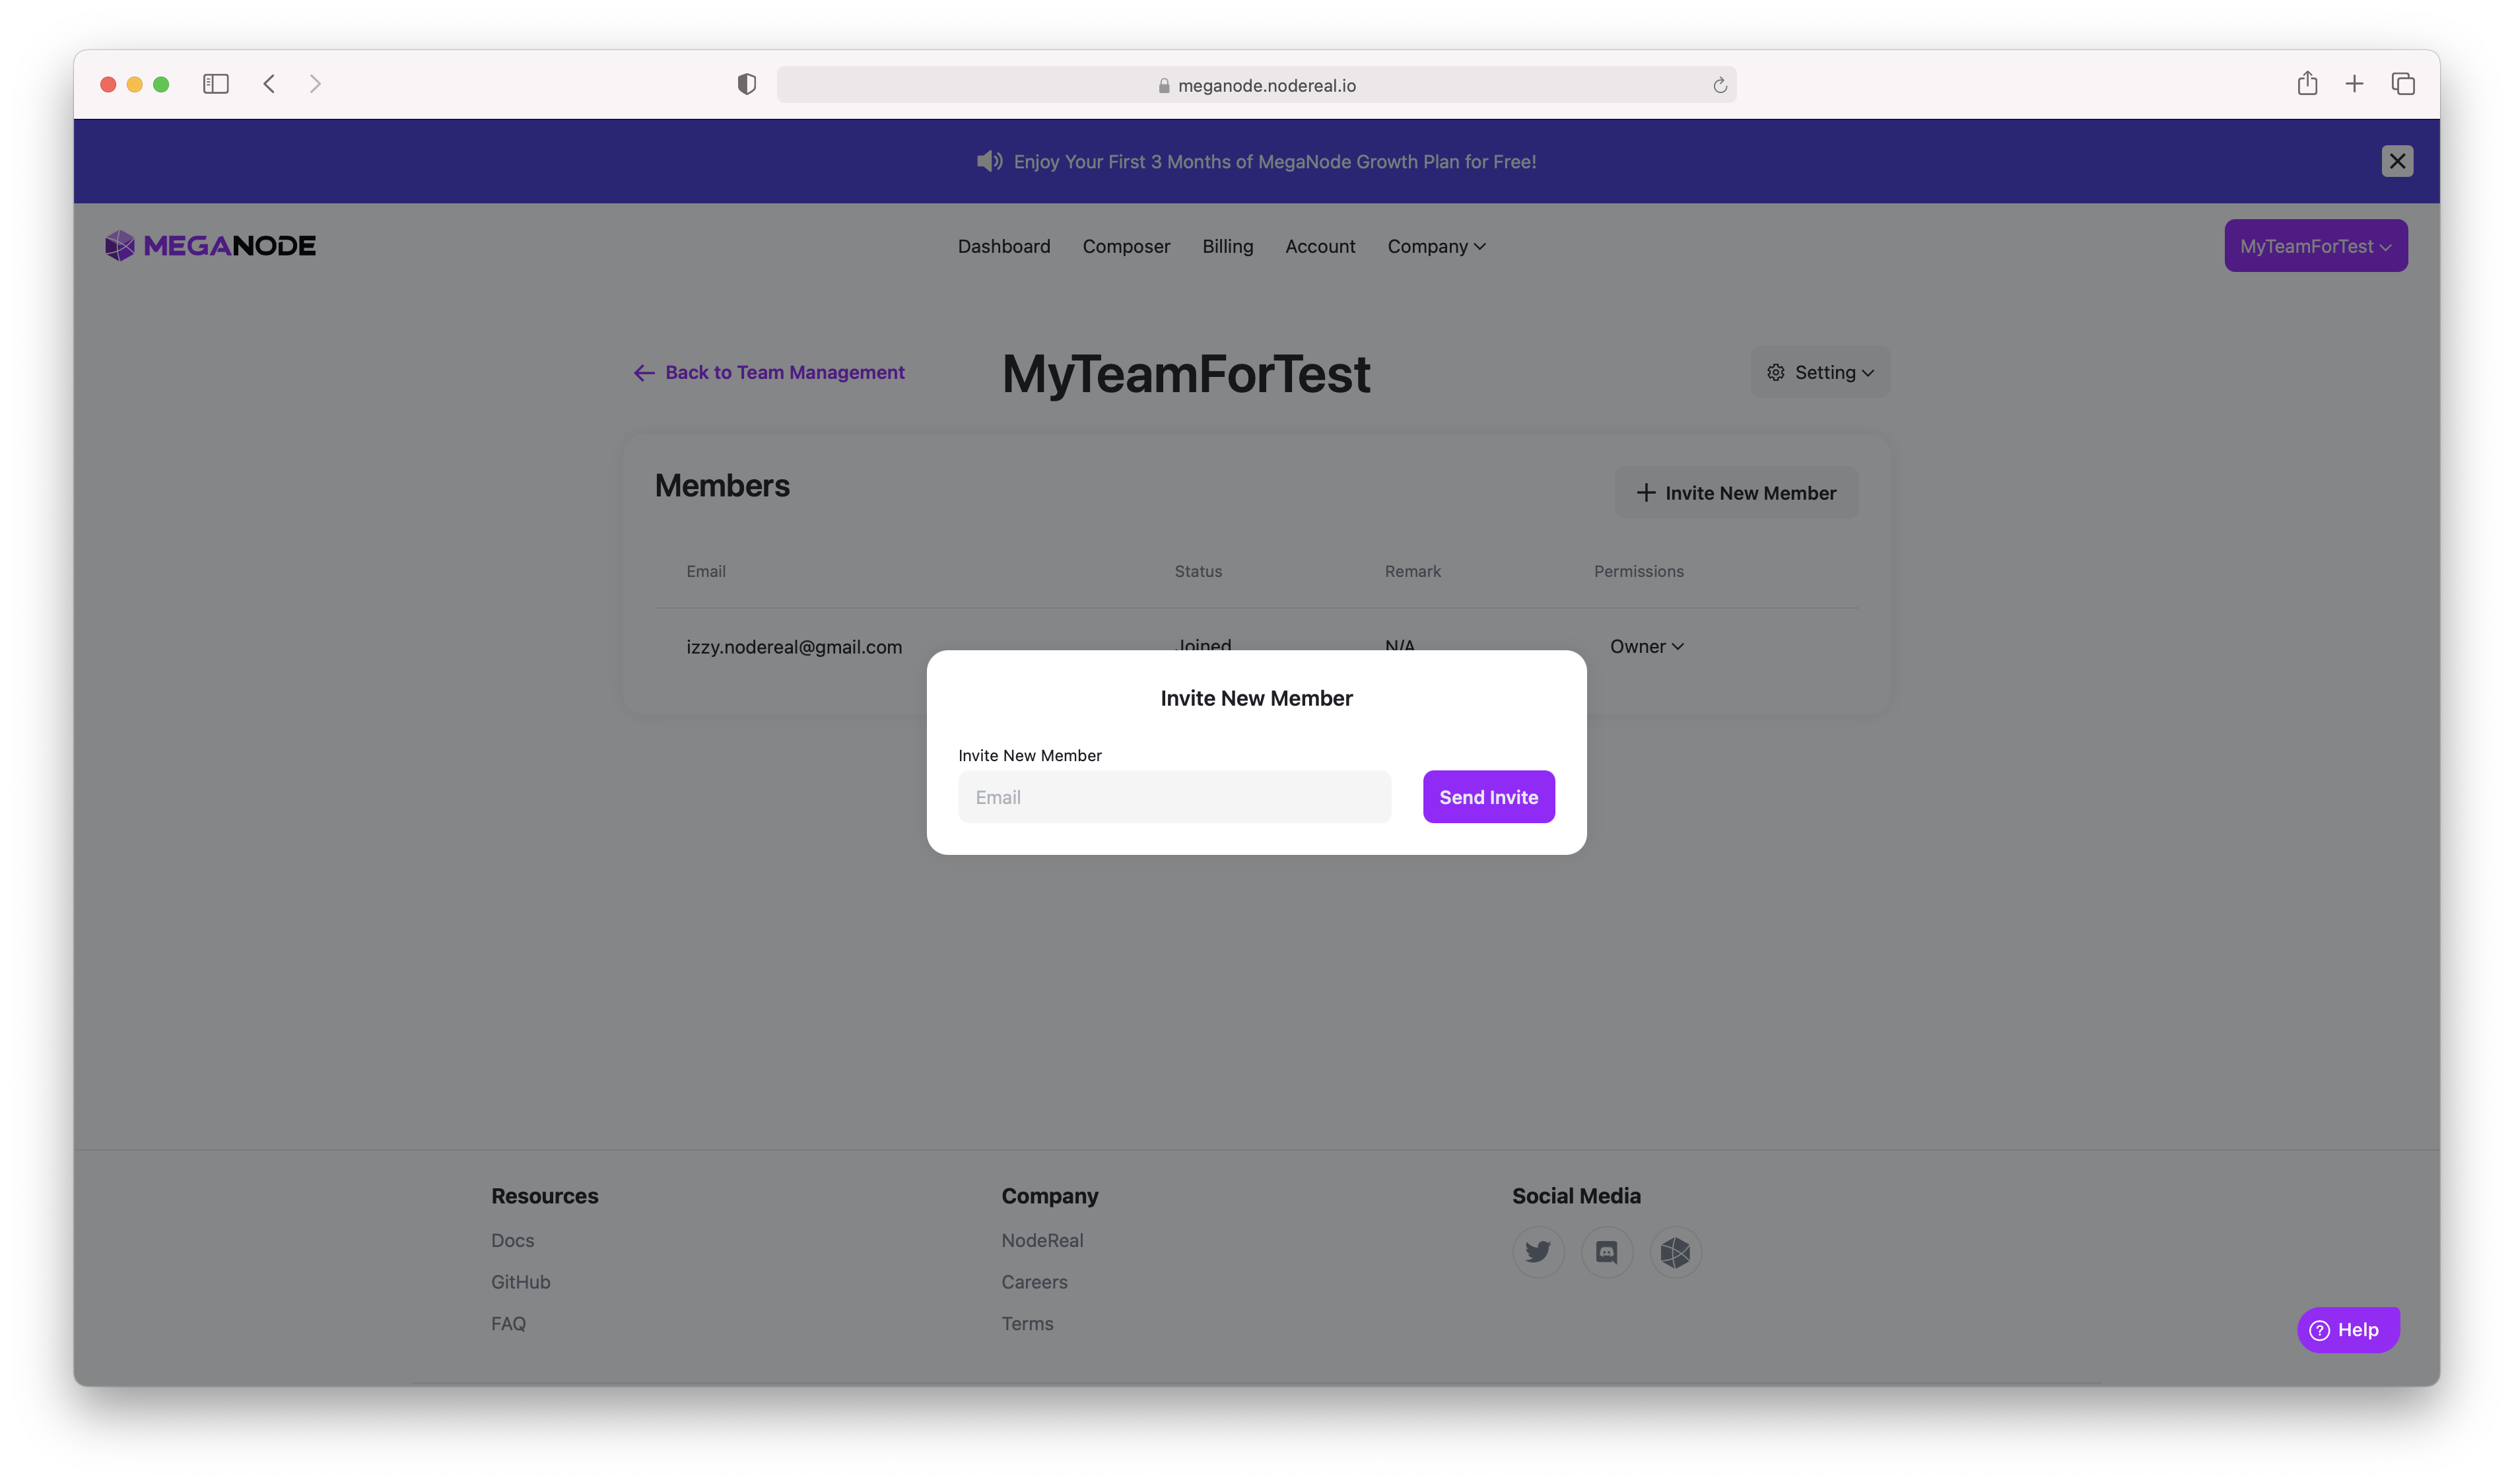 meganode.nodereal.io
Enjoy Your First 3 Months of MegaNode Growth Plan for Free!
MEGANODE
Dashboard Composer Billing Account Company
MyTeamForTest
Back to Team Management
MyTeamForTest
Setting
Members
Invite New Member
Email Status Remark Permissions
izzy.nodereal@gmail.com Joined N/A Owner
Invite New Member
Invite New Member
Email
Send Invite
Resources
Docs
GitHub
FAQ
Company
NodeReal
Careers
Terms
Social Media
Help